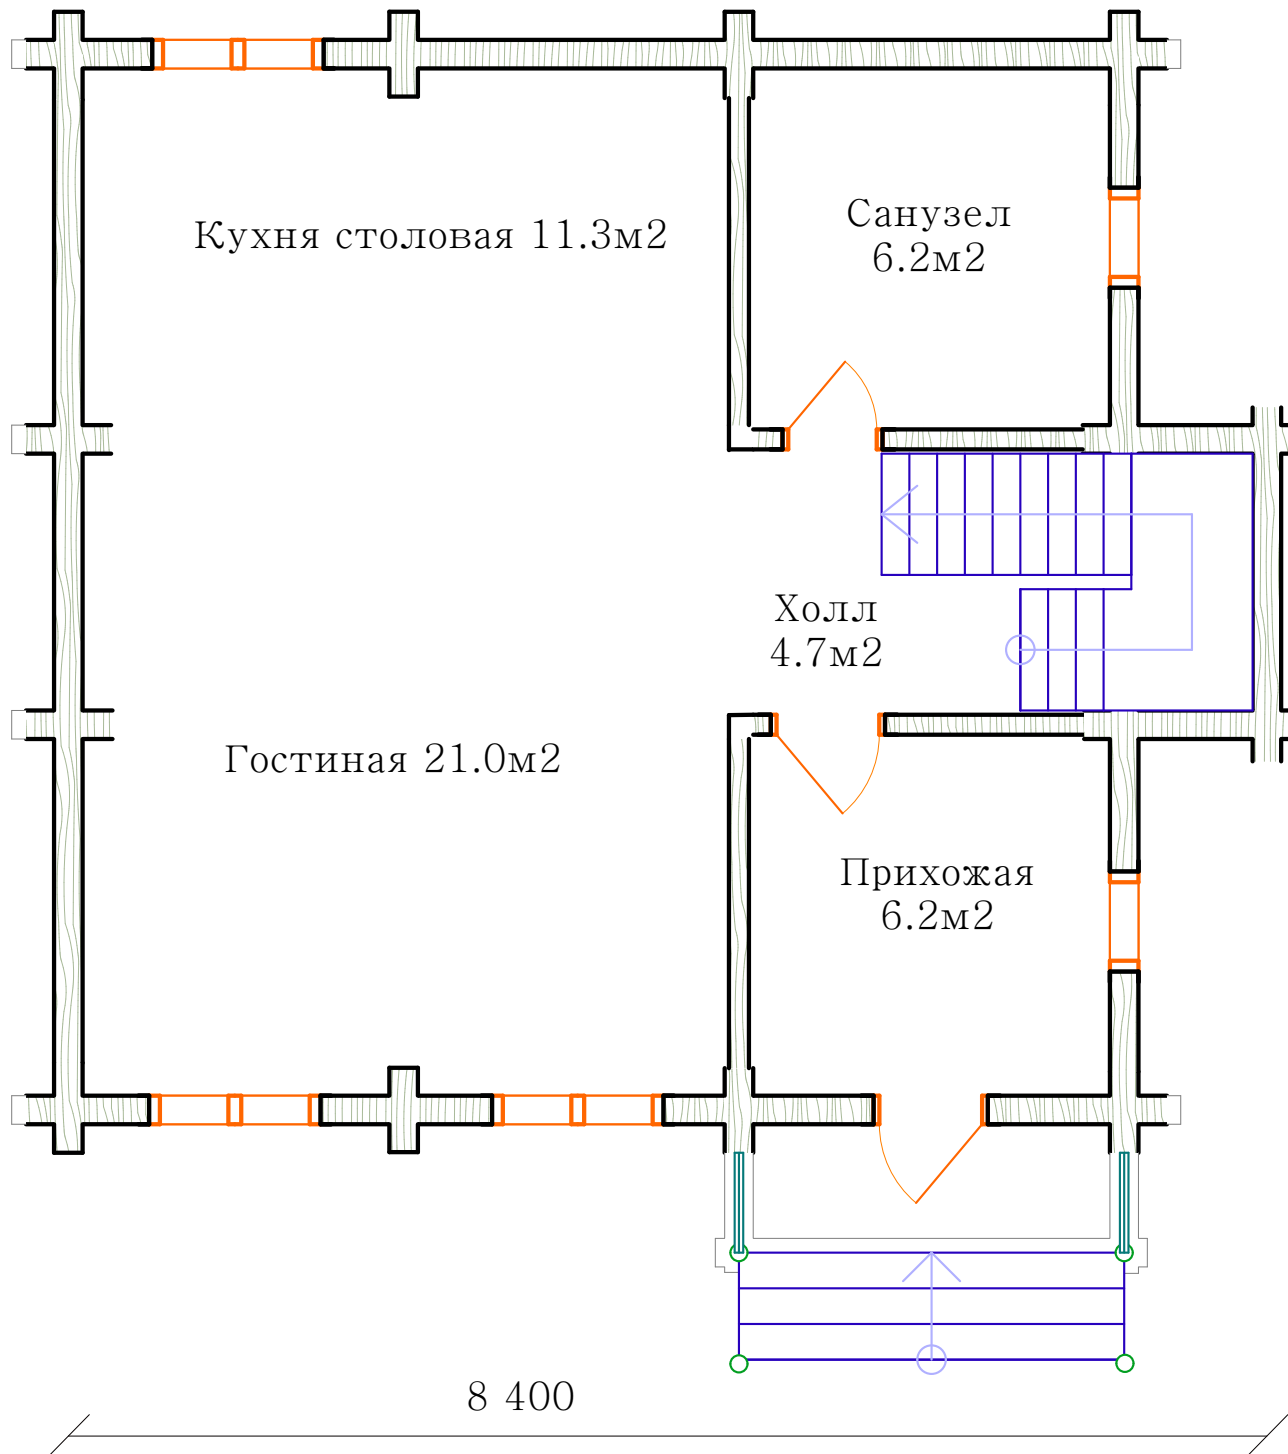 Кухня столовая 11.3м2
Санузел
6.2м2
Холл
4.7м2
Гостиная 21.0м2
Прихожая
6.2м2
8 400